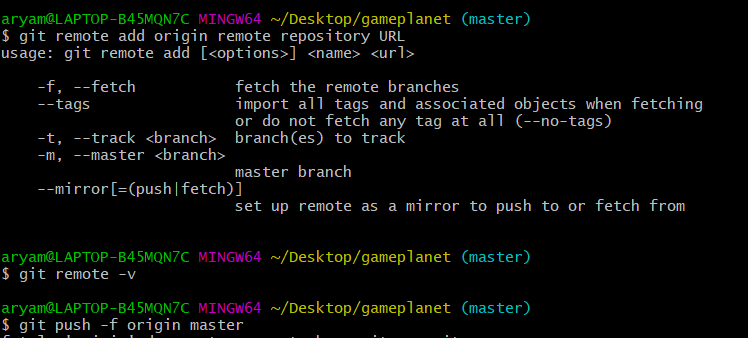 aryam@LAPTOP-B45MQN7C MINGW64 ~/Desktop/gameplanet (master)
$ git remote add origin remote repository URL
usage: git remote add [<options>] <name> <url>
-f, --fetch fetch the remote branches
--tags import all tags and associated objects when fetching
or do not fetch any tag at all (--no-tags)
-t, --track <branch> branch(es) to track
-m, --master <branch>
master branch
--mirror[=(push|fetch)]
set up remote as a mirror to push to or fetch from
aryam@LAPTOP-B45MQN7C MINGW64 ~/Desktop/gameplanet (master)
$ git remote -v
aryam@LAPTOP-B45MQN7C MINGW64 ~/Desktop/gameplanet (master)
$ git push -f origin master